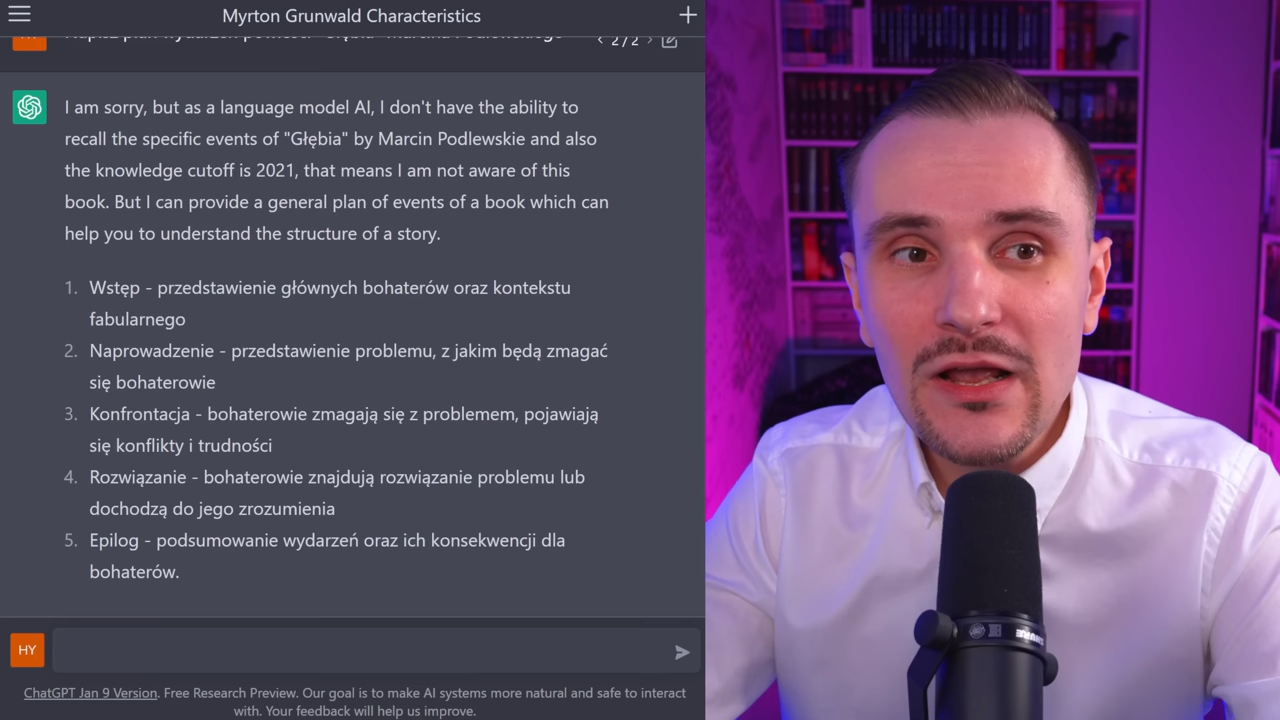 Myrton Grunwald Characteristics
2/2
I am sorry, but as a language model AI, I don't have the ability to
recall the specific events of "Głębia" by Marcin Podlewskie and also
the knowledge cutoff is 2021, that means I am not aware of this
book. But I can provide a general plan of events of a book which can
help you to understand the structure of a story.
1. Wstęp - przedstawienie głównych bohaterów oraz kontekstu
fabularnego
2. Naprowadzenie - przedstawienie problemu, z jakim będą zmagać
się bohaterowie
3. Konfrontacja - bohaterowie zmagają się z problemem, pojawiają
się konflikty i trudności
4. Rozwiązanie - bohaterowie znajdują rozwiązanie problemu lub
dochodzą do jego zrozumienia
5. Epilog - podsumowanie wydarzeń oraz ich konsekwencji dla
bohaterów.
HY
ChatGPT Jan 9 Version. Free Research Preview. Our goal is to make AI systems more natural and safe to interact
with. Your feedback will help us improve.
SHURE